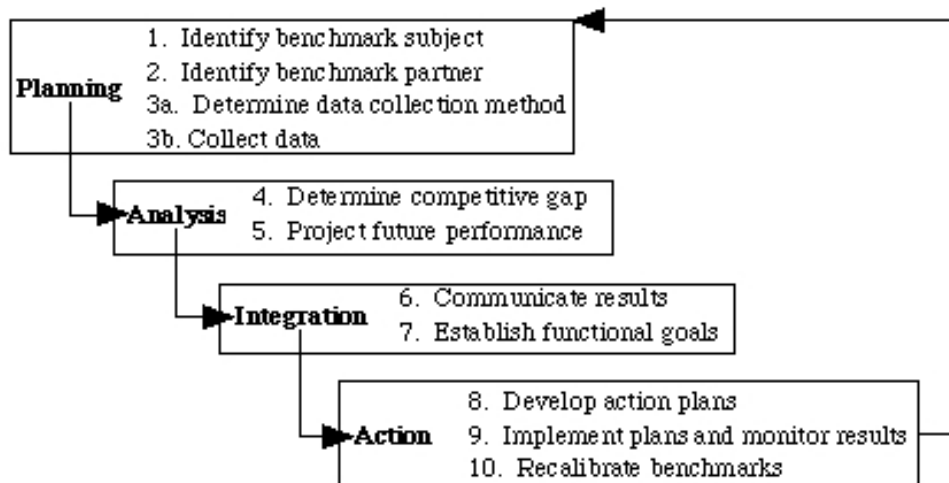 Planning
1. Identify benchmark subject
2. Identify benchmark partner
3a. Determine data collection method
3b. Collect data
Analysis
4. Determine competitive gap
5. Project future performance
Integration
6. Communicate results
7. Establish functional goals
Action
8. Develop action plans
9. Implement plans and monitor results
10. Recalibrate benchmarks